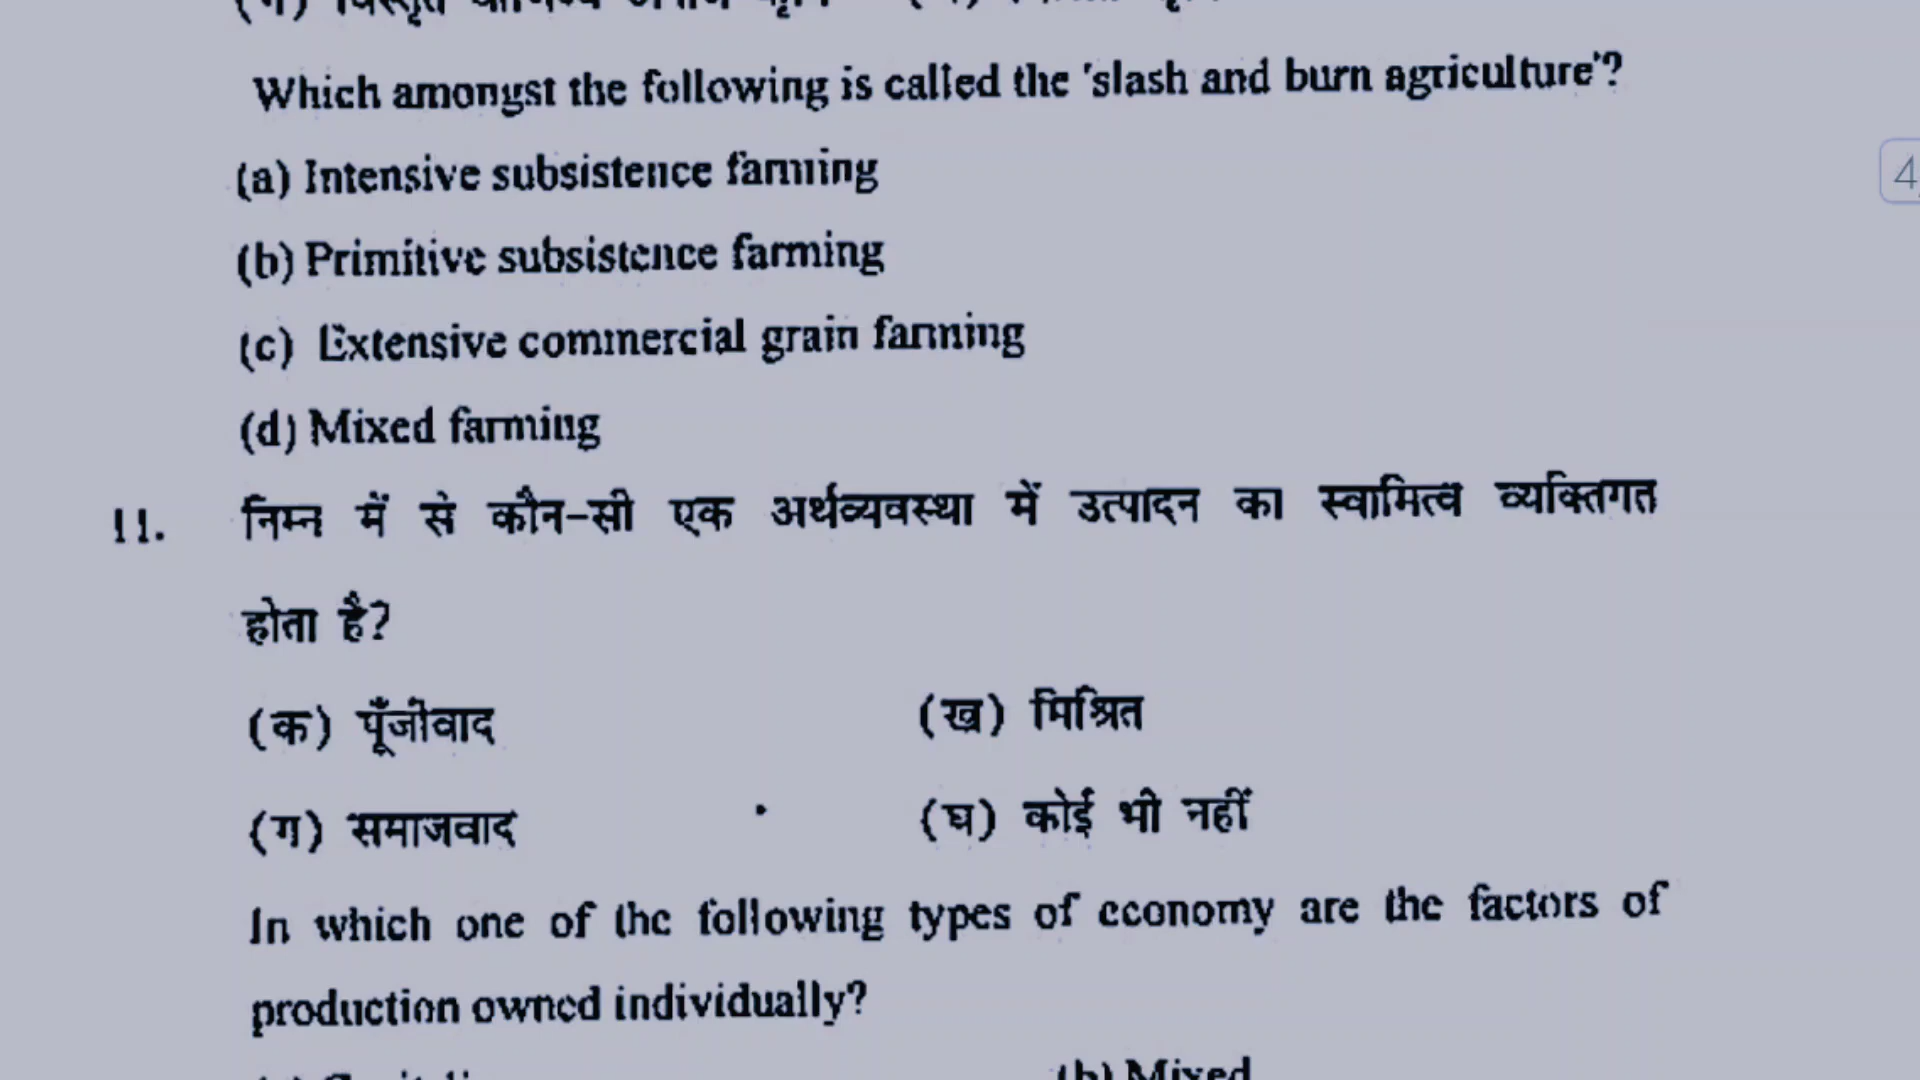 Which amongst the following is called the 'slash and burn agriculture'?
(a) Intensive subsistence farming
(b) Primitive subsistence farming
(c) Extensive commercial grain farming
(d) Mixed farming
11. निम्न में से कौन-सी एक अर्थव्यवस्था में उत्पादन का स्वामित्व व्यक्तिगत
होता है?
(क) पूँजीवाद (ख) मिश्रित
(ग) समाजवाद (घ) कोई भी नहीं
In which one of the following types of economy are the factors of
production owned individually?
(b) Mixed
4